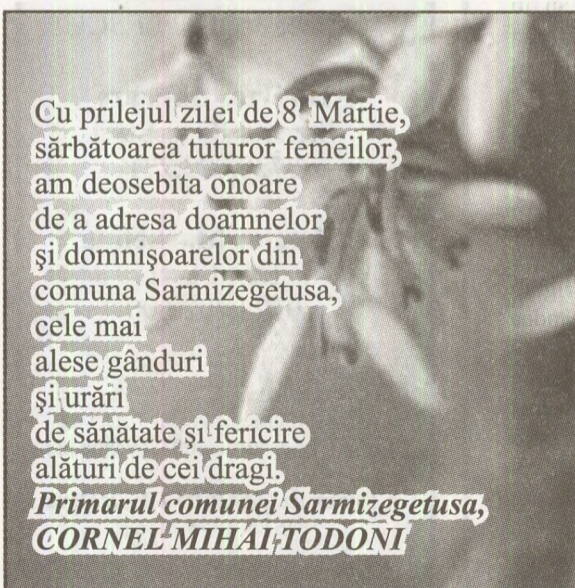 Cu prilejul zilei de 8 Martie,
sărbătoarea tuturor femeilor,
am deosebita onoare
de a adresa doamnelor
şi domnişoarelor din
comuna Sarmizegetusa,
cele mai
alese gânduri
şi urări
de sănătate şi fericire
alături de cei dragi.
Primarul comunei Sarmizegetusa,
CORNEL MIHAI TODONI